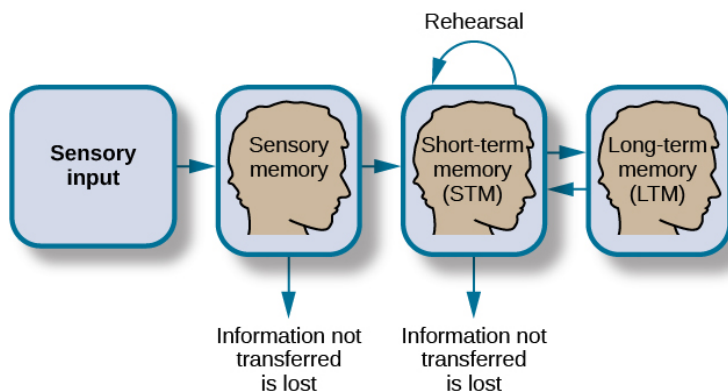 Rehearsal
Sensory
input
Sensory
memory
Short-term
memory
(STM)
Long-term
memory
(LTM)
Information not
transferred
is lost
Information not
transferred
is lost